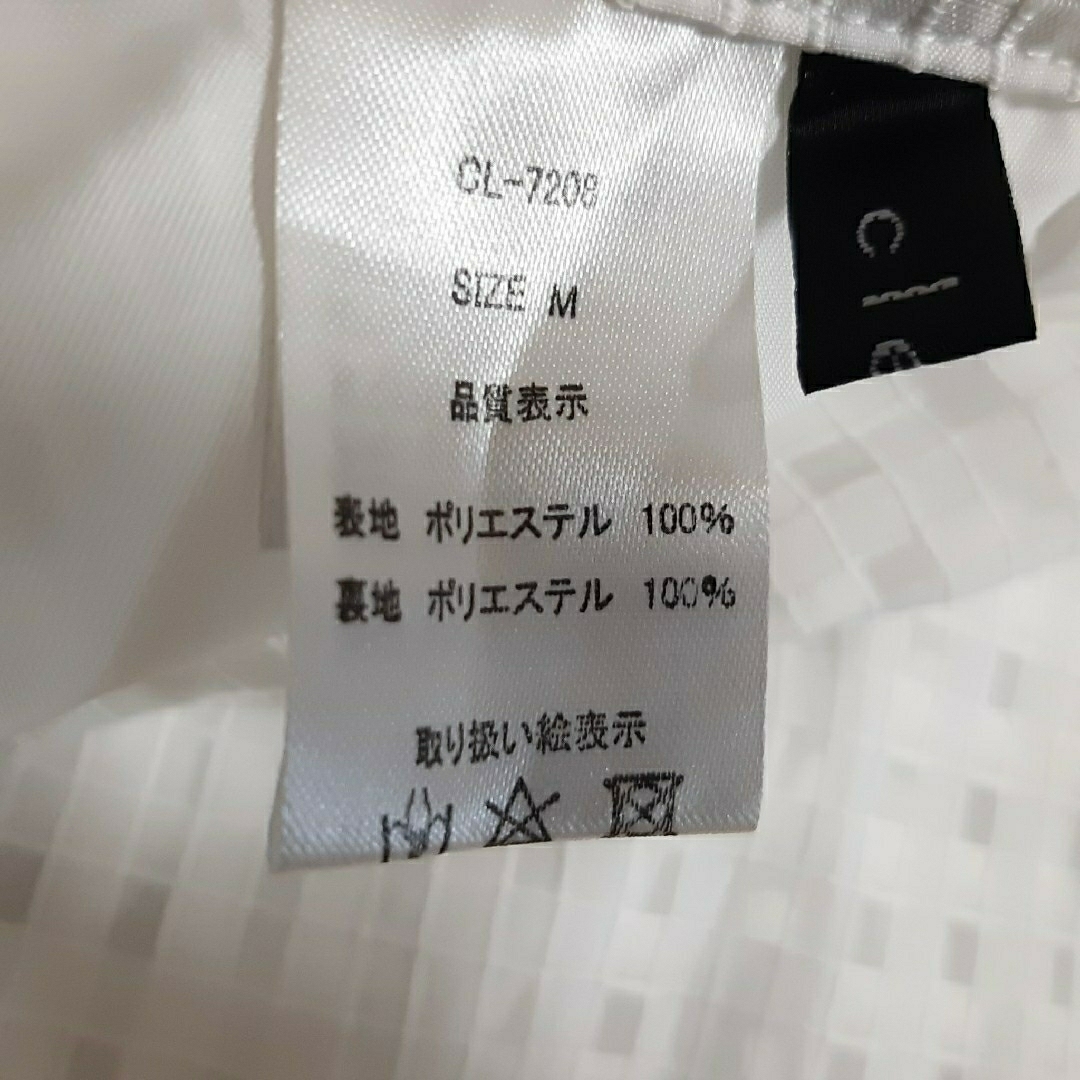 CL-7208
SIZE M
品質表示
表地 ポリエステル 100%
裏地 ポリエステル 100%
取り扱い絵表示
cle